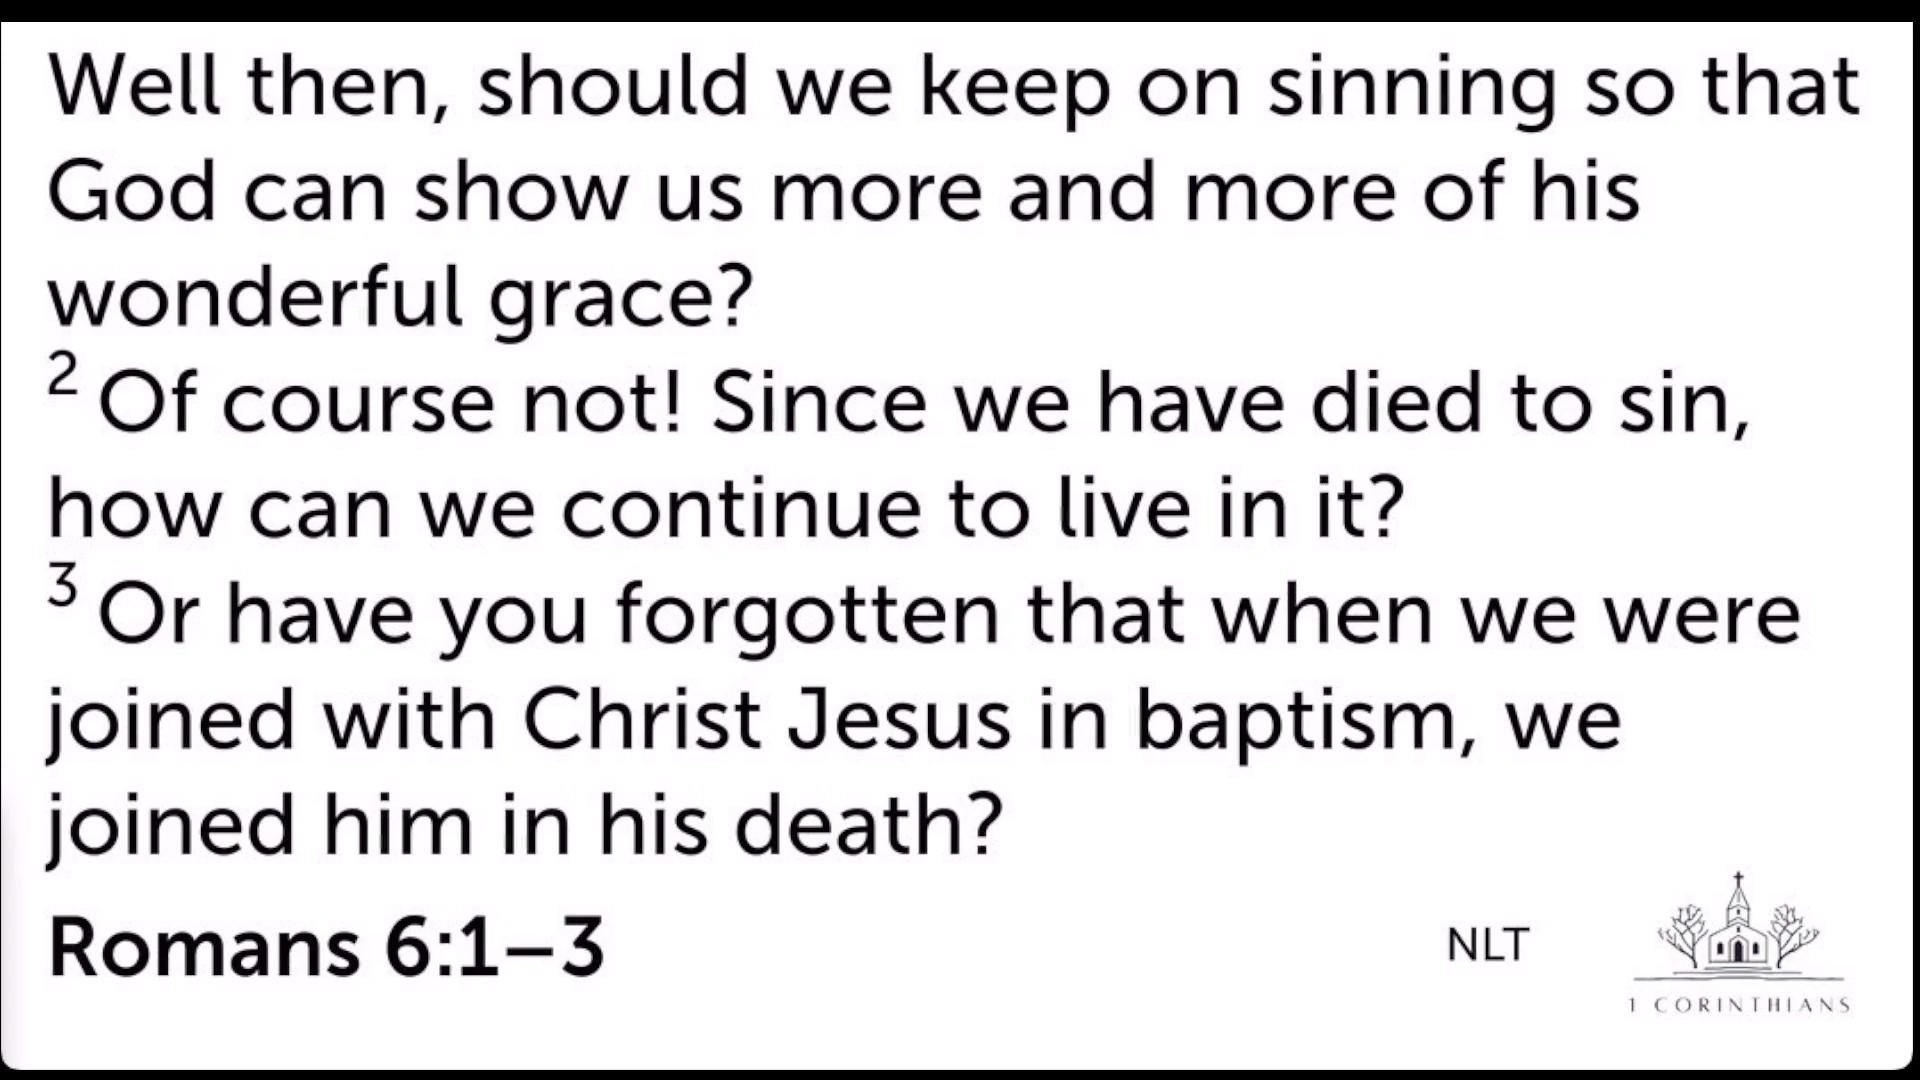 Well then, should we keep on sinning so that
God can show us more and more of his
wonderful grace?
2 Of course not! Since we have died to sin,
how can we continue to live in it?
3 Or have you forgotten that when we were
joined with Christ Jesus in baptism, we
joined him in his death?
Romans 6:1–3
NLT
1 CORINTHIANS